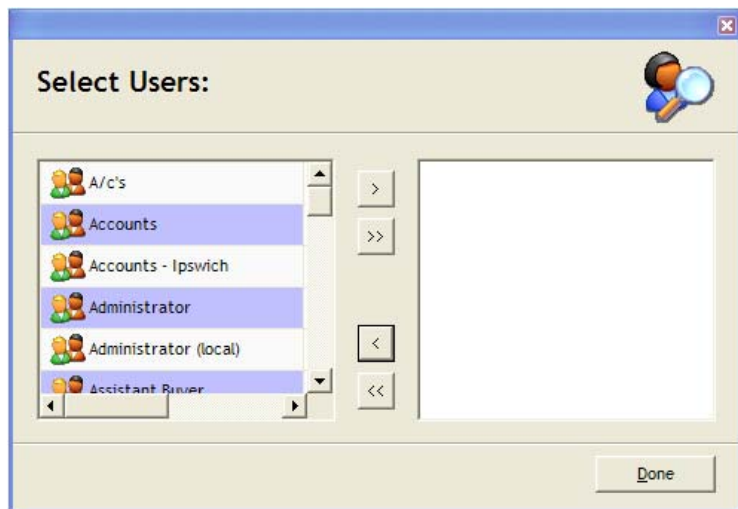 Select Users:
A/c's
Accounts
Accounts - Ipswich
Administrator
Administrator (local)
Assistant Buyer
>
>>
<
<<
Done